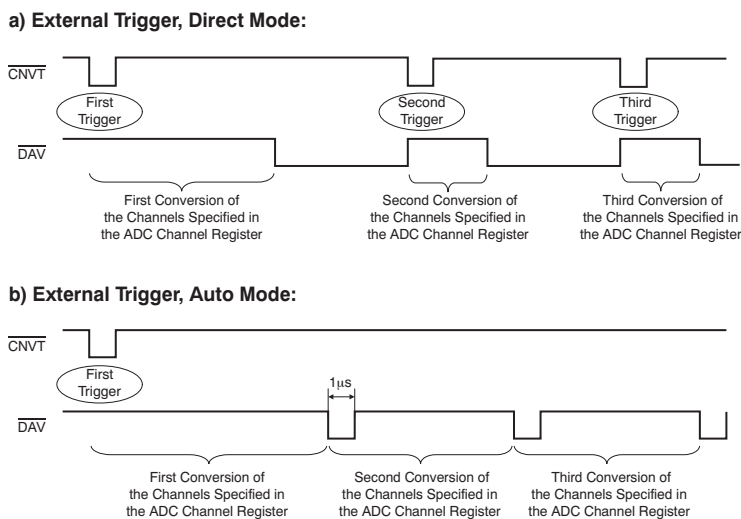 a) External Trigger, Direct Mode:
CNVT
First
Trigger
Second
Trigger
Third
Trigger
DAV
First Conversion of
the Channels Specified in
the ADC Channel Register
Second Conversion of
the Channels Specified in
the ADC Channel Register
Third Conversion of
the Channels Specified in
the ADC Channel Register
b) External Trigger, Auto Mode:
CNVT
First
Trigger
1μs
DAV
First Conversion of
the Channels Specified in
the ADC Channel Register
Second Conversion of
the Channels Specified in
the ADC Channel Register
Third Conversion of
the Channels Specified in
the ADC Channel Register